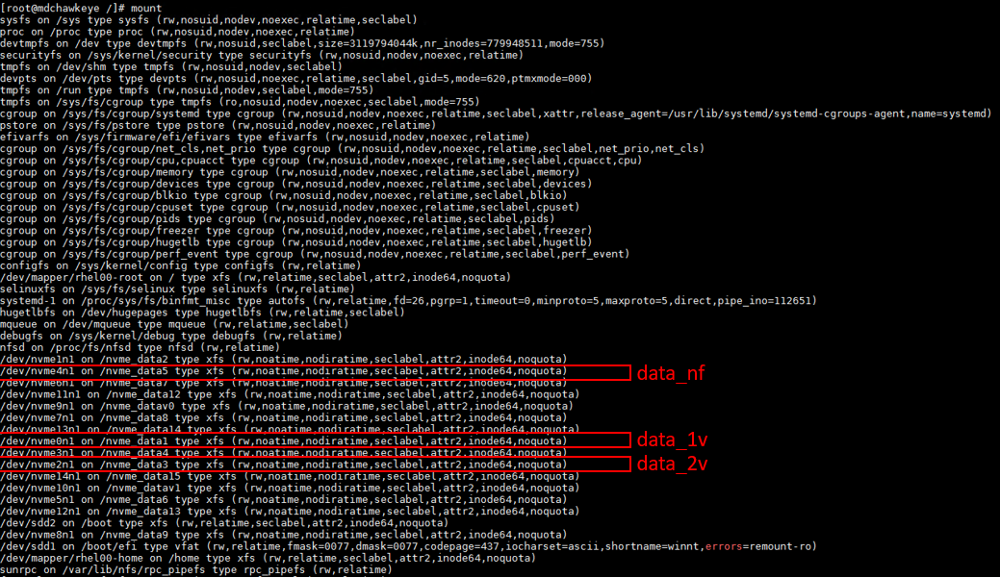 [root@mdchawkeye /]# mount
sysfs on /sys type sysfs (rw,nosuid,nodev,noexec,relatime,seclabel)
proc on /proc type proc (rw,nosuid,nodev,noexec,relatime)
devtmpfs on /dev type devtmpfs (rw,nosuid,seclabel,size=3119794044k,nr_inodes=779948511,mode=755)
securityfs on /sys/kernel/security type securityfs (rw,nosuid,nodev,noexec,relatime)
tmpfs on /dev/shm type tmpfs (rw,nosuid,nodev,seclabel)
devpts on /dev/pts type devpts (rw,nosuid,noexec,relatime,seclabel,gid=5,mode=620,ptmxmode=000)
tmpfs on /run type tmpfs (rw,nosuid,nodev,seclabel,mode=755)
tmpfs on /sys/fs/cgroup type tmpfs (ro,nosuid,nodev,noexec,seclabel,mode=755)
cgroup on /sys/fs/cgroup/systemd type cgroup (rw,nosuid,nodev,noexec,relatime,seclabel,xattr,release_agent=/usr/lib/systemd/systemd-cgroups-agent,name=systemd)
pstore on /sys/fs/pstore type pstore (rw,nosuid,nodev,noexec,relatime)
efivarfs on /sys/firmware/efi/efivars type efivarfs (rw,nosuid,nodev,noexec,relatime)
cgroup on /sys/fs/cgroup/net_cls,net_prio type cgroup (rw,nosuid,nodev,noexec,relatime,seclabel,net_prio,net_cls)
cgroup on /sys/fs/cgroup/cpu,cpuacct type cgroup (rw,nosuid,nodev,noexec,relatime,seclabel,cpuacct,cpu)
cgroup on /sys/fs/cgroup/memory type cgroup (rw,nosuid,nodev,noexec,relatime,seclabel,memory)
cgroup on /sys/fs/cgroup/devices type cgroup (rw,nosuid,nodev,noexec,relatime,seclabel,devices)
cgroup on /sys/fs/cgroup/blkio type cgroup (rw,nosuid,nodev,noexec,relatime,seclabel,blkio)
cgroup on /sys/fs/cgroup/cpuset type cgroup (rw,nosuid,nodev,noexec,relatime,seclabel,cpuset)
cgroup on /sys/fs/cgroup/pids type cgroup (rw,nosuid,nodev,noexec,relatime,seclabel,pids)
cgroup on /sys/fs/cgroup/freezer type cgroup (rw,nosuid,nodev,noexec,relatime,seclabel,freezer)
cgroup on /sys/fs/cgroup/hugetlb type cgroup (rw,nosuid,nodev,noexec,relatime,seclabel,hugetlb)
cgroup on /sys/fs/cgroup/perf_event type cgroup (rw,nosuid,nodev,noexec,relatime,seclabel,perf_event)
configfs on /sys/kernel/config type configfs (rw,relatime)
/dev/mapper/rhel00-root on / type xfs (rw,relatime,seclabel,attr2,inode64,noquota)
selinuxfs on /sys/fs/selinux type selinuxfs (rw,relatime)
systemd-1 on /proc/sys/fs/binfmt_misc type autofs (rw,relatime,fd=26,pgrp=1,timeout=0,minproto=5,maxproto=5,direct,pipe_ino=112651)
hugetlbfs on /dev/hugepages type hugetlbfs (rw,relatime,seclabel)
mqueue on /dev/mqueue type mqueue (rw,relatime,seclabel)
debugfs on /sys/kernel/debug type debugfs (rw,relatime)
nfsd on /proc/fs/nfsd type nfsd (rw,relatime)
/dev/nvme1n1 on /nvme_data2 type xfs (rw,noatime,nodiratime,seclabel,attr2,inode64,noquota)
/dev/nvme4n1 on /nvme_data5 type xfs (rw,noatime,nodiratime,seclabel,attr2,inode64,noquota) data_nf
/dev/nvme6n1 on /nvme_data7 type xfs (rw,noatime,nodiratime,seclabel,attr2,inode64,noquota)
/dev/nvme11n1 on /nvme_data12 type xfs (rw,noatime,nodiratime,seclabel,attr2,inode64,noquota)
/dev/nvme9n1 on /nvme_datav0 type xfs (rw,noatime,nodiratime,seclabel,attr2,inode64,noquota)
/dev/nvme7n1 on /nvme_data8 type xfs (rw,noatime,nodiratime,seclabel,attr2,inode64,noquota)
/dev/nvme13n1 on /nvme_data14 type xfs (rw,noatime,nodiratime,seclabel,attr2,inode64,noquota)
/dev/nvme0n1 on /nvme_data1 type xfs (rw,noatime,nodiratime,seclabel,attr2,inode64,noquota) data_1v
/dev/nvme3n1 on /nvme_data4 type xfs (rw,noatime,nodiratime,seclabel,attr2,inode64,noquota)
/dev/nvme2n1 on /nvme_data3 type xfs (rw,noatime,nodiratime,seclabel,attr2,inode64,noquota) data_2v
/dev/nvme14n1 on /nvme_data15 type xfs (rw,noatime,nodiratime,seclabel,attr2,inode64,noquota)
/dev/nvme10n1 on /nvme_datav1 type xfs (rw,noatime,nodiratime,seclabel,attr2,inode64,noquota)
/dev/nvme5n1 on /nvme_data6 type xfs (rw,noatime,nodiratime,seclabel,attr2,inode64,noquota)
/dev/nvme12n1 on /nvme_data13 type xfs (rw,noatime,nodiratime,seclabel,attr2,inode64,noquota)
/dev/sdd2 on /boot type xfs (rw,relatime,seclabel,attr2,inode64,noquota)
/dev/nvme8n1 on /nvme_data9 type xfs (rw,noatime,nodiratime,seclabel,attr2,inode64,noquota)
/dev/sdd1 on /boot/efi type vfat (rw,relatime,fmask=0077,dmask=0077,codepage=437,iocharset=ascii,shortname=winnt,errors=remount-ro)
/dev/mapper/rhel00-home on /home type xfs (rw,relatime,seclabel,attr2,inode64,noquota)
sunrpc on /var/lib/nfs/rpc_pipefs type rpc_pipefs (rw,relatime)